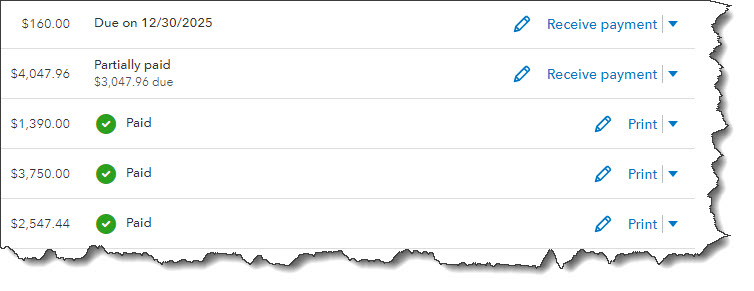 $160.00 Due on 12/30/2025 Receive payment
$4,047.96 Partially paid Receive payment
$3,047.96 due
$1,390.00 Paid Print
$3,750.00 Paid Print
$2,547.44 Paid Print